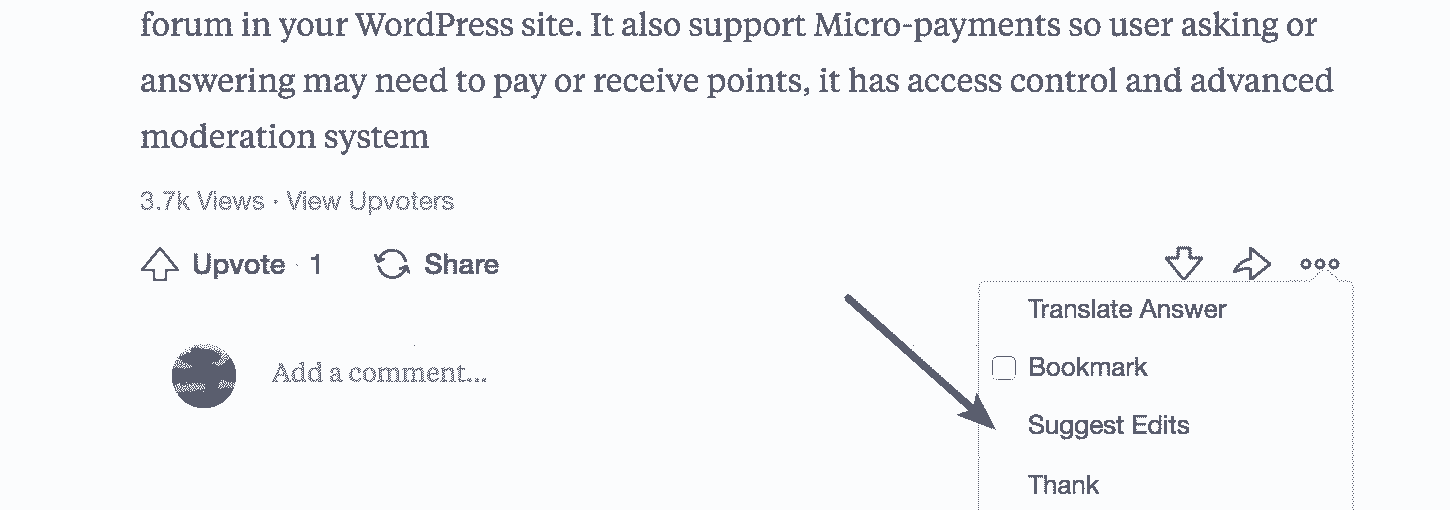 forum in your WordPress site. It also support Micro-payments so user asking or
answering may need to pay or receive points, it has access control and advanced
moderation system
3.7k Views · View Upvoters
Upvote · 1 Share
Translate Answer
Add a comment...
Bookmark
Suggest Edits
Thank